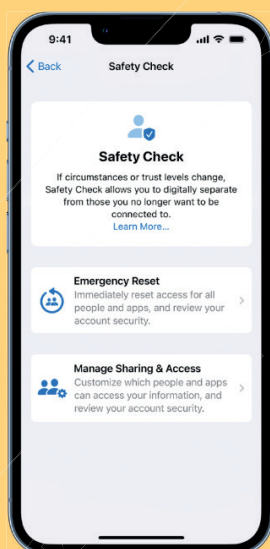 9:41
Back
Safety Check
Safety Check
If circumstances or trust levels change,
Safety Check allows you to digitally separate
from those you no longer want to be
connected to.
Learn More...
Emergency Reset
Immediately reset access for all
people and apps, and review your
account security.
Manage Sharing & Access
Customize which people and apps
can access your information, and
review your account security.